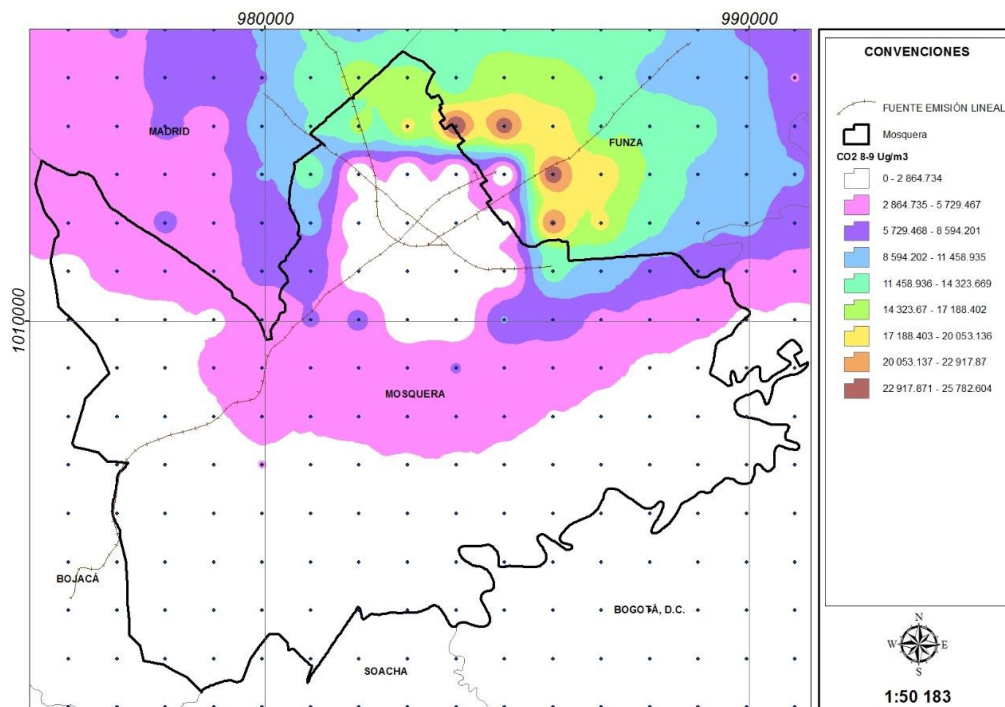 980000
990000
1010000
MADRID
FUNZA
MOSQUERA
BOJACÁ
BOGOTÁ, D.C.
SOACHA
CONVENCIONES
FUENTE EMISIÓN LINEAL
Mosquera
CO2 8-9 Ug/m3
0 - 2 864.734
2 864.735 - 5 729.467
5 729.468 - 8 594.201
8 594.202 - 11 458.935
11 458.936 - 14 323.669
14 323.67 - 17 188.402
17 188.403 - 20 053.136
20 053.137 - 22 917.87
22 917.871 - 25 782.604
N
W E
S
1:50 183